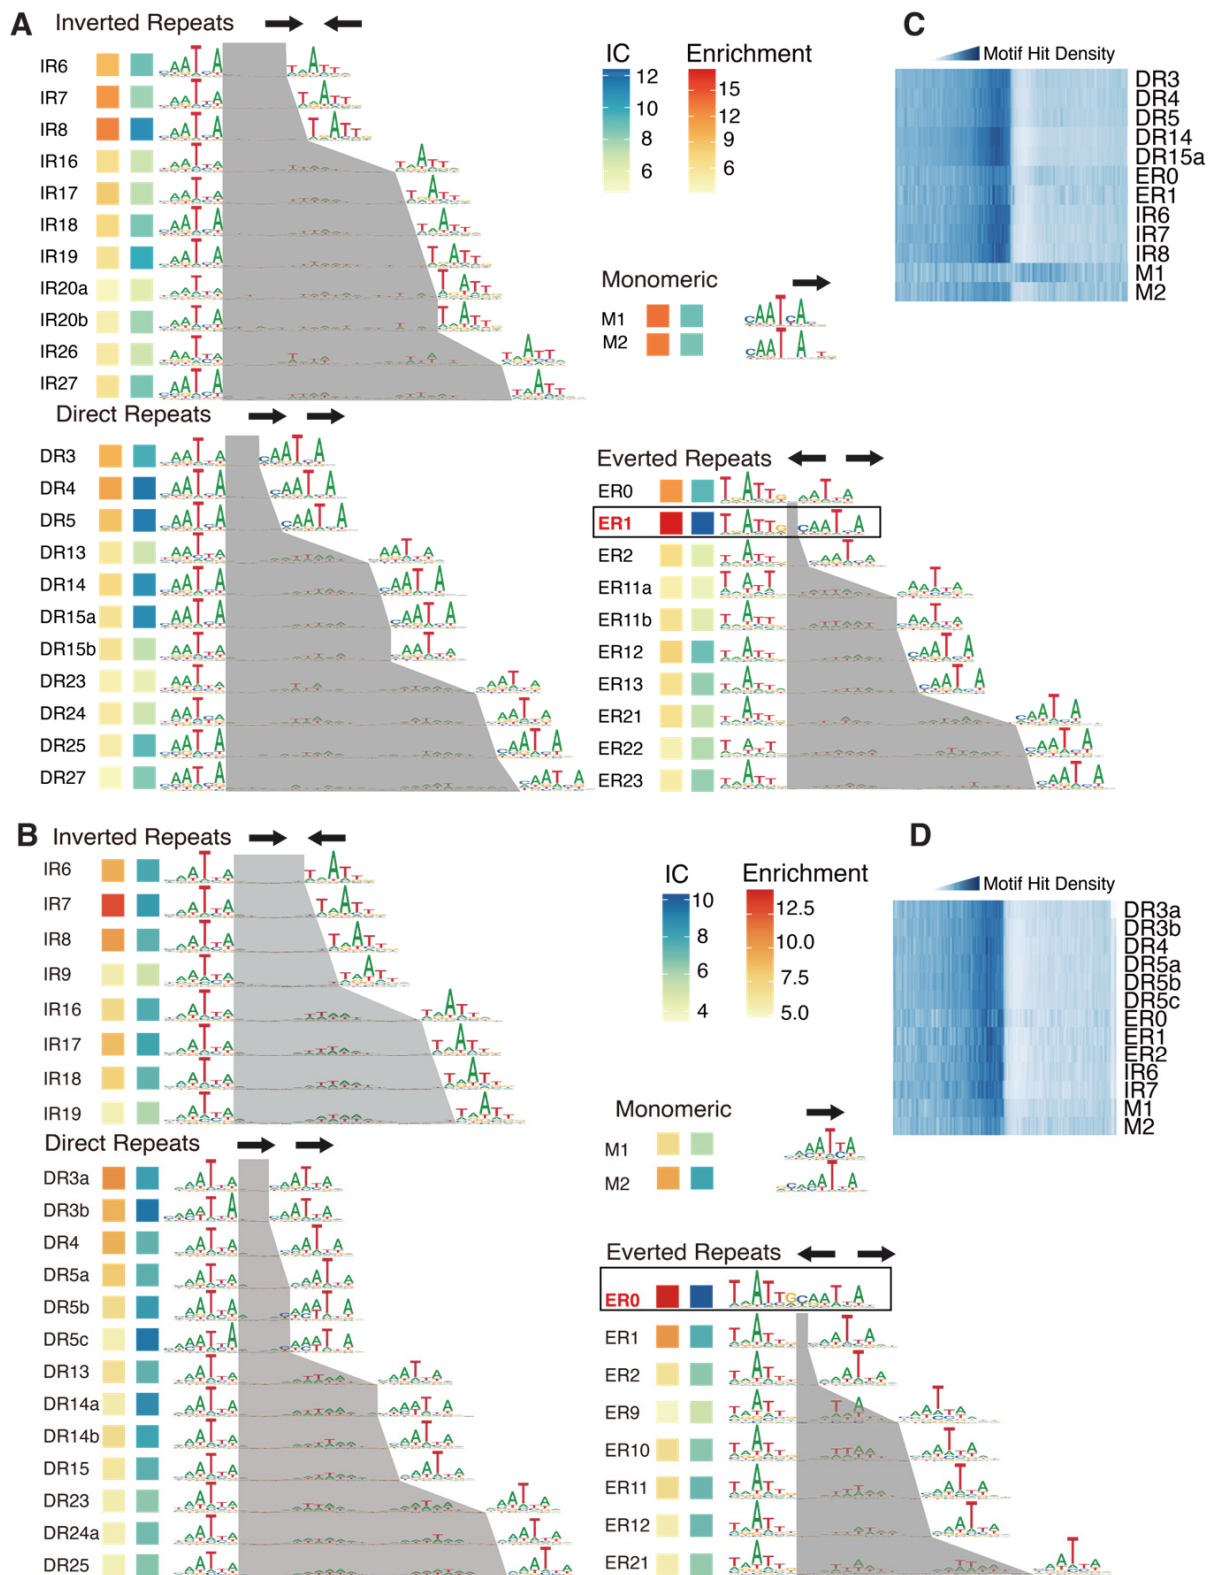 A
Inverted Repeats
IR6
IR7
IR8
IR16
IR17
IR18
IR19
IR20a
IR20b
IR26
IR27
Direct Repeats
DR3
DR4
DR5
DR13
DR14
DR15a
DR15b
DR23
DR24
DR25
DR27
IC
12
10
8
6
Enrichment
15
12
9
6
Monomeric
M1
M2
Everted Repeats
ER0
ER1
ER2
ER11a
ER11b
ER12
ER13
ER21
ER22
ER23
C
Motif Hit Density
DR3
DR4
DR5
DR14
DR15a
ER0
ER1
IR6
IR7
IR8
M1
M2
B
Inverted Repeats
IR6
IR7
IR8
IR9
IR16
IR17
IR18
IR19
Direct Repeats
DR3a
DR3b
DR4
DR5a
DR5b
DR5c
DR13
DR14a
DR14b
DR15
DR23
DR24a
DR25
IC
10
8
6
4
Enrichment
12.5
10.0
7.5
5.0
Monomeric
M1
M2
Everted Repeats
ER0
ER1
ER2
ER9
ER10
ER11
ER12
ER21
D
Motif Hit Density
DR3a
DR3b
DR4
DR5a
DR5b
DR5c
ER0
ER1
ER2
IR6
IR7
M1
M2